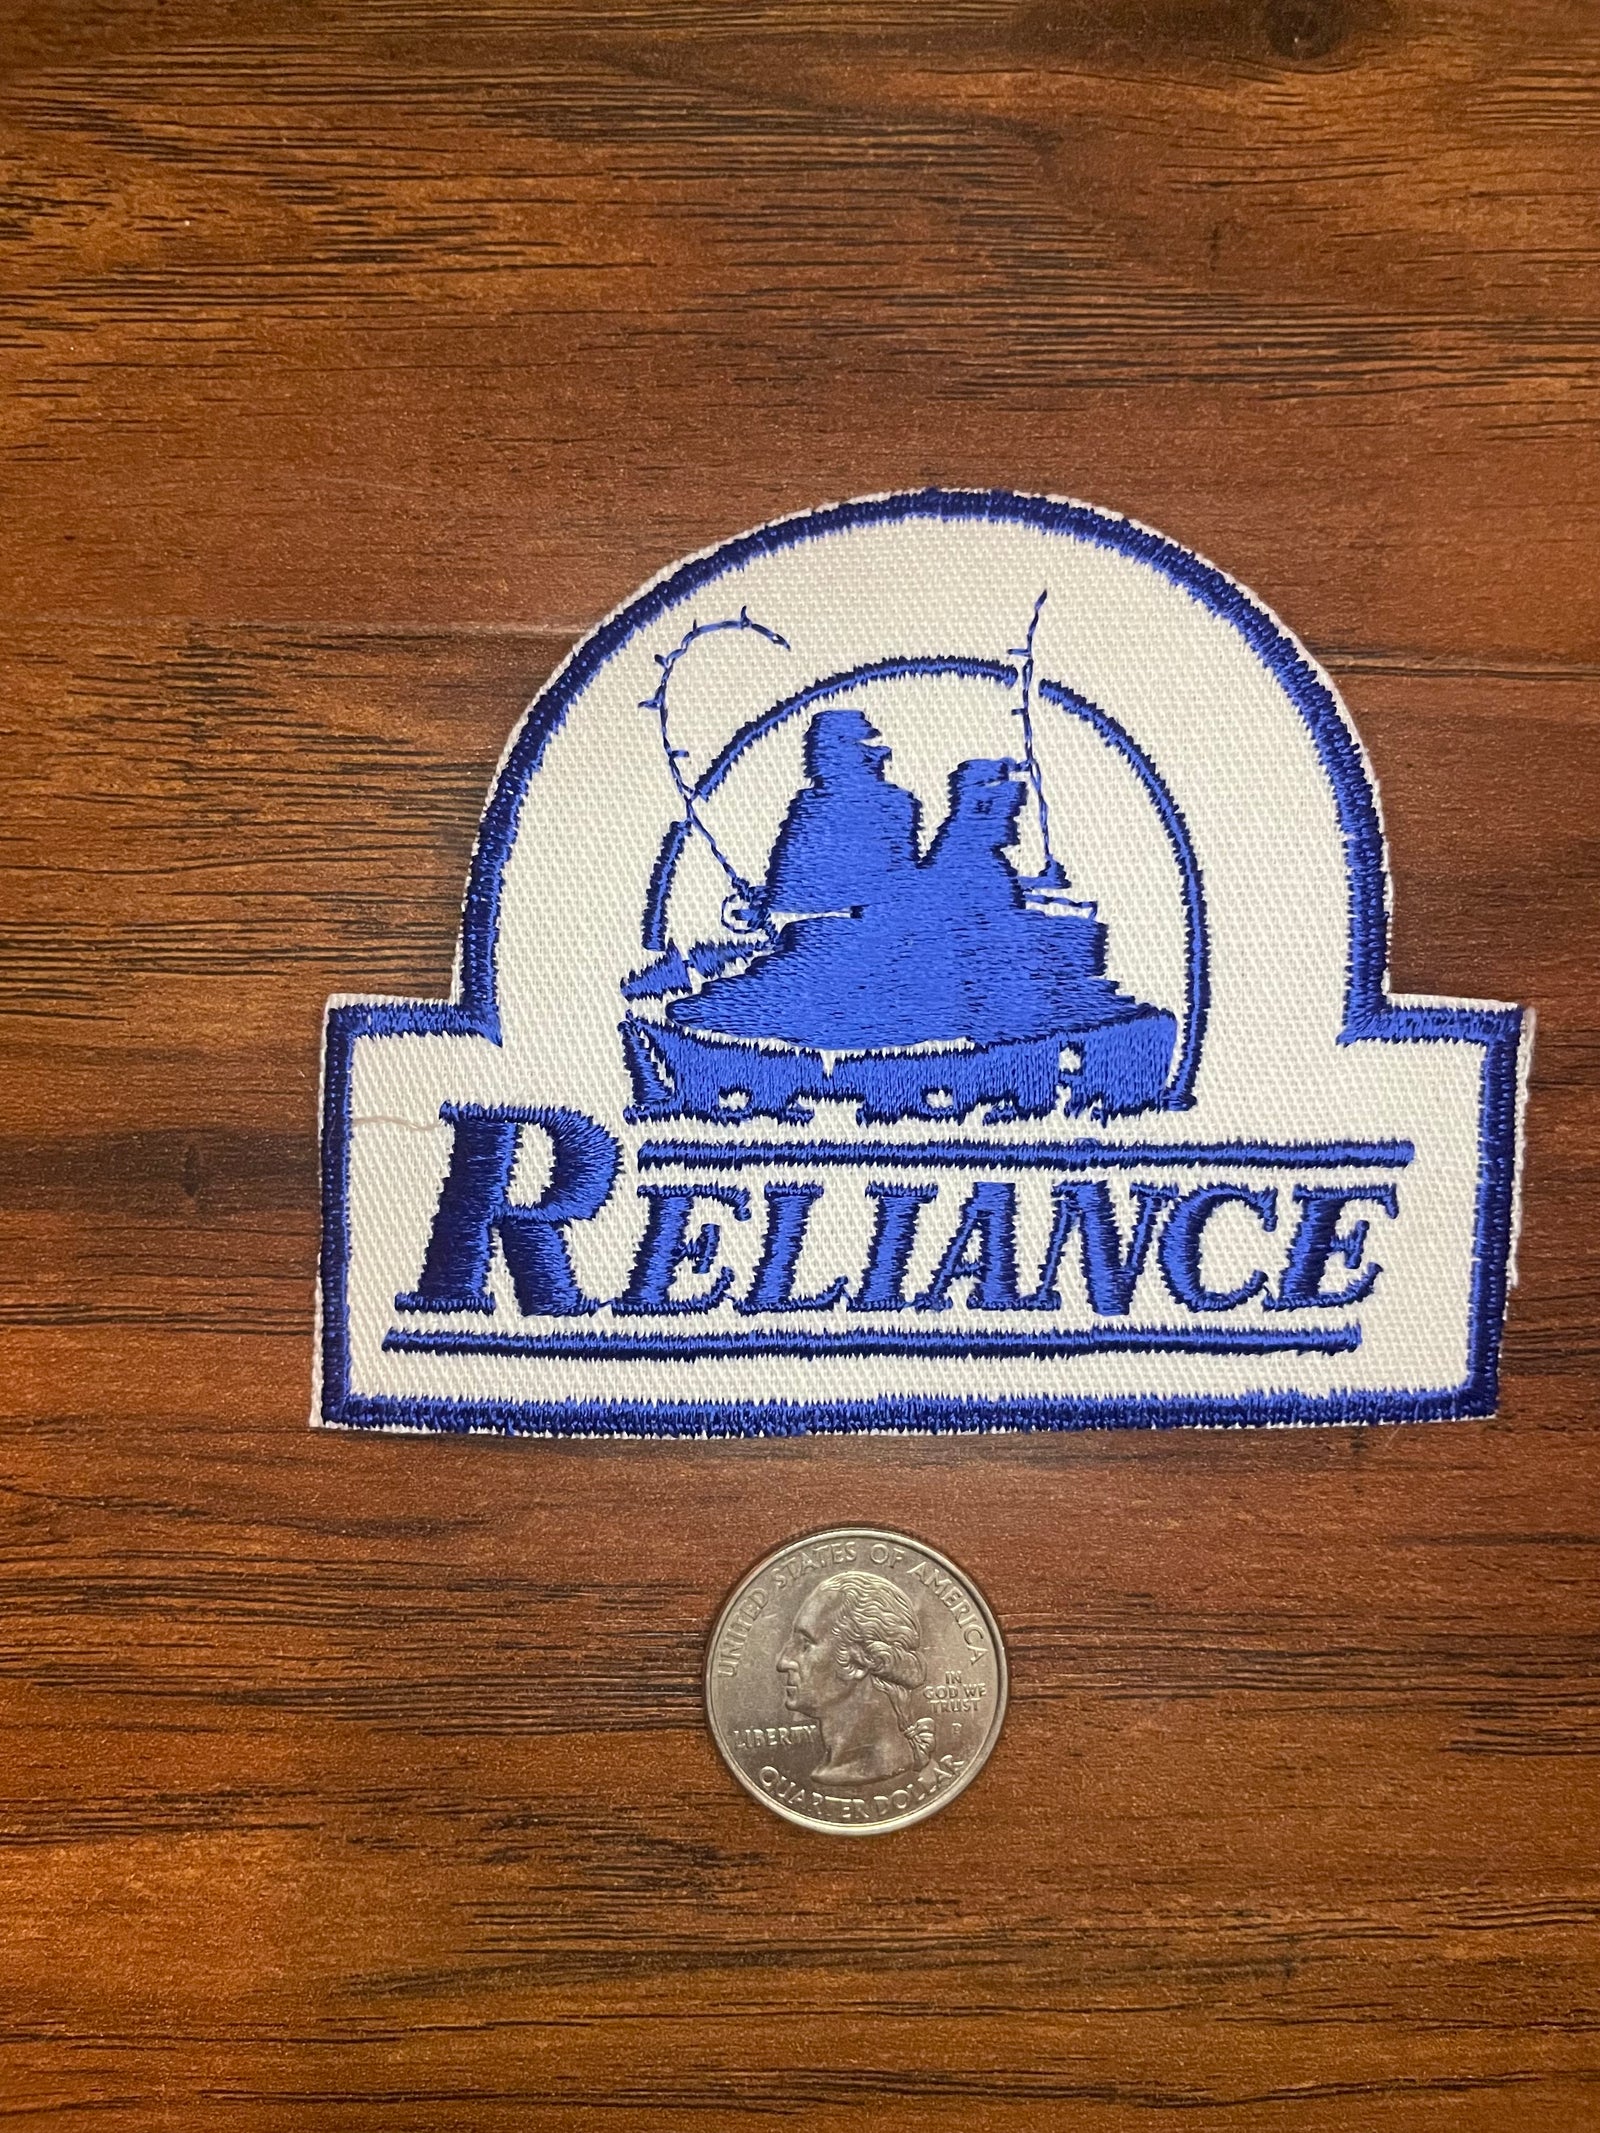 RELIANCE
UNITED STATES OF AMERICA
IN
GOD WE
TRUST
LIBERTY
P
QUARTER DOLLAR